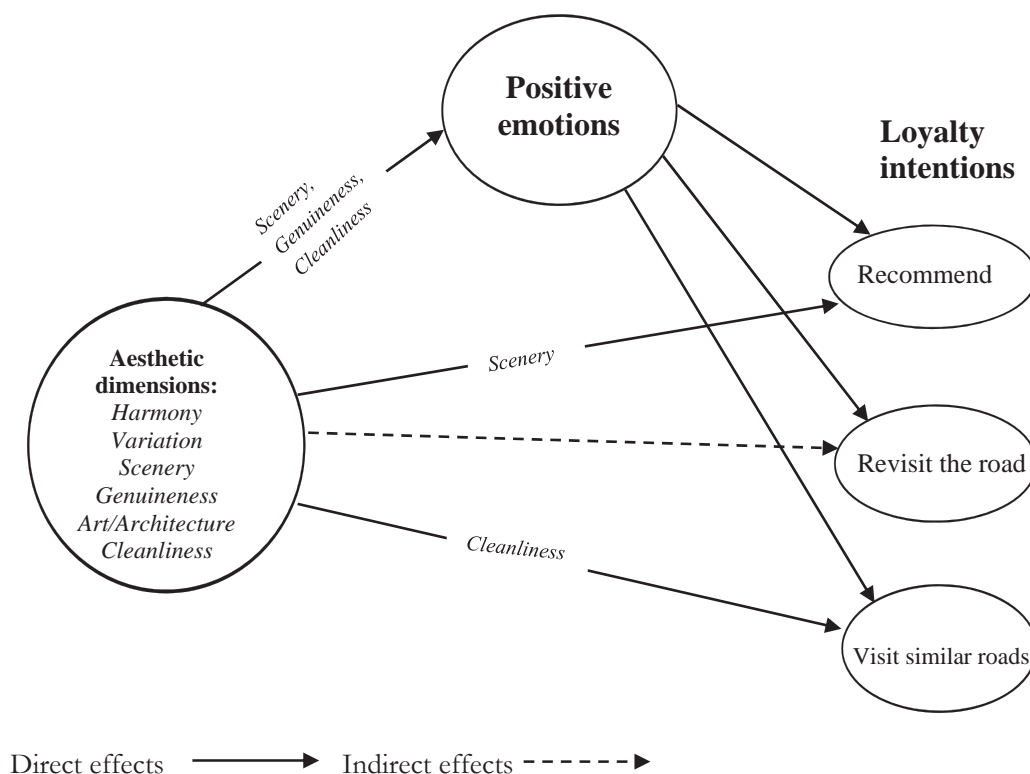 Positive
emotions
Loyalty
intentions
Scenery,
Genuineness,
Cleanliness
Recommend
Aesthetic
dimensions:
Harmony
Variation
Scenery
Genuineness
Art/Architecture
Cleanliness
Scenery
Revisit the road
Cleanliness
Visit similar roads
Direct effects
Indirect effects